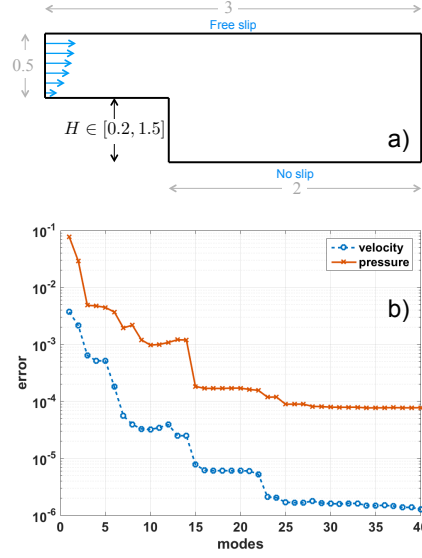 3
Free slip
0.5
H ∈ [0.2, 1.5]
a)
No slip
2
10^-1
velocity
pressure
b)
10^-2
10^-3
error
10^-4
10^-5
10^-6
0 5 10 15 20 25 30 35 40
modes